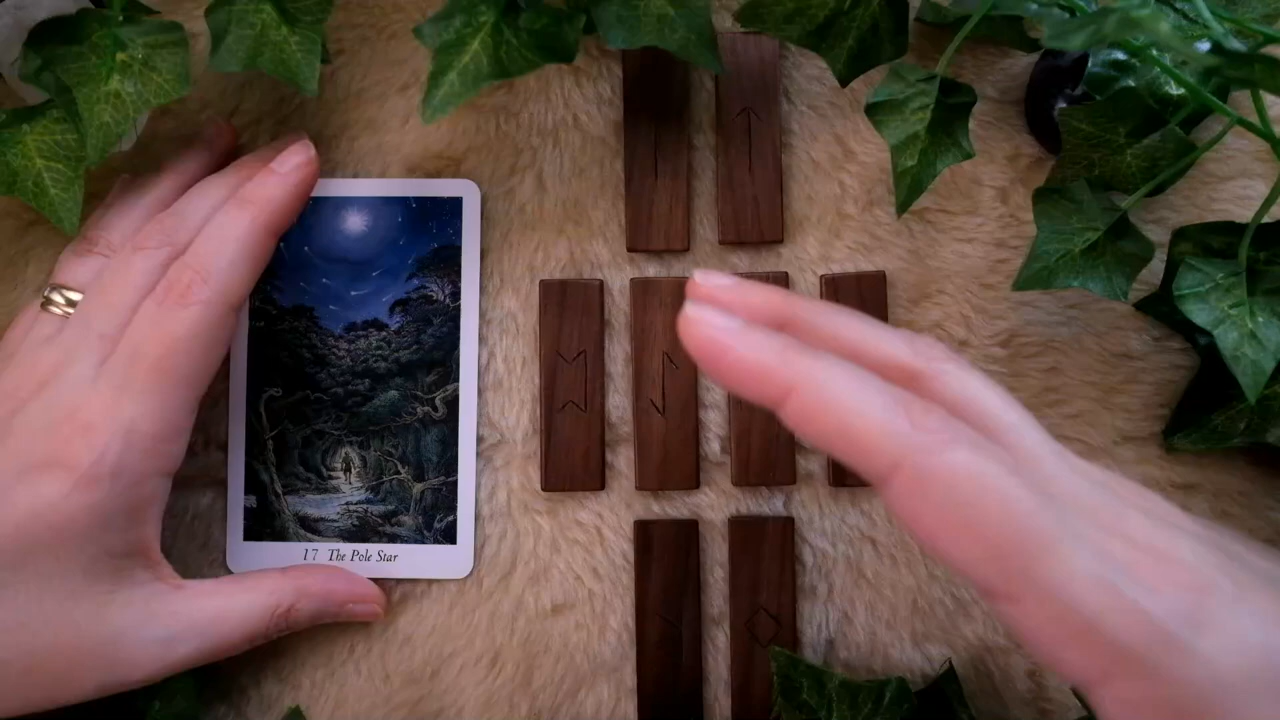 17 The Pole Star
ᛏ
ᛈ ᛇ
ᛜ